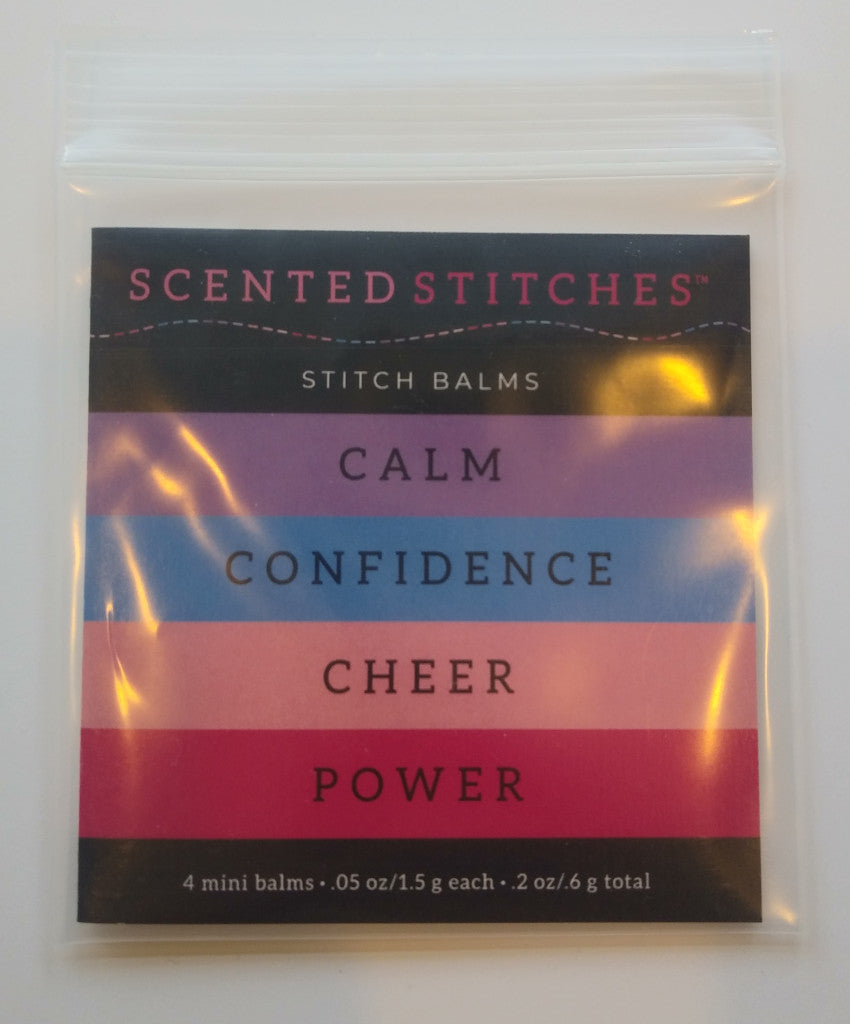 SCENTED STITCHES™
STITCH BALMS
CALM
CONFIDENCE
CHEER
POWER
4 mini balms • .05 oz/1.5 g each • .2 oz/.6 g total